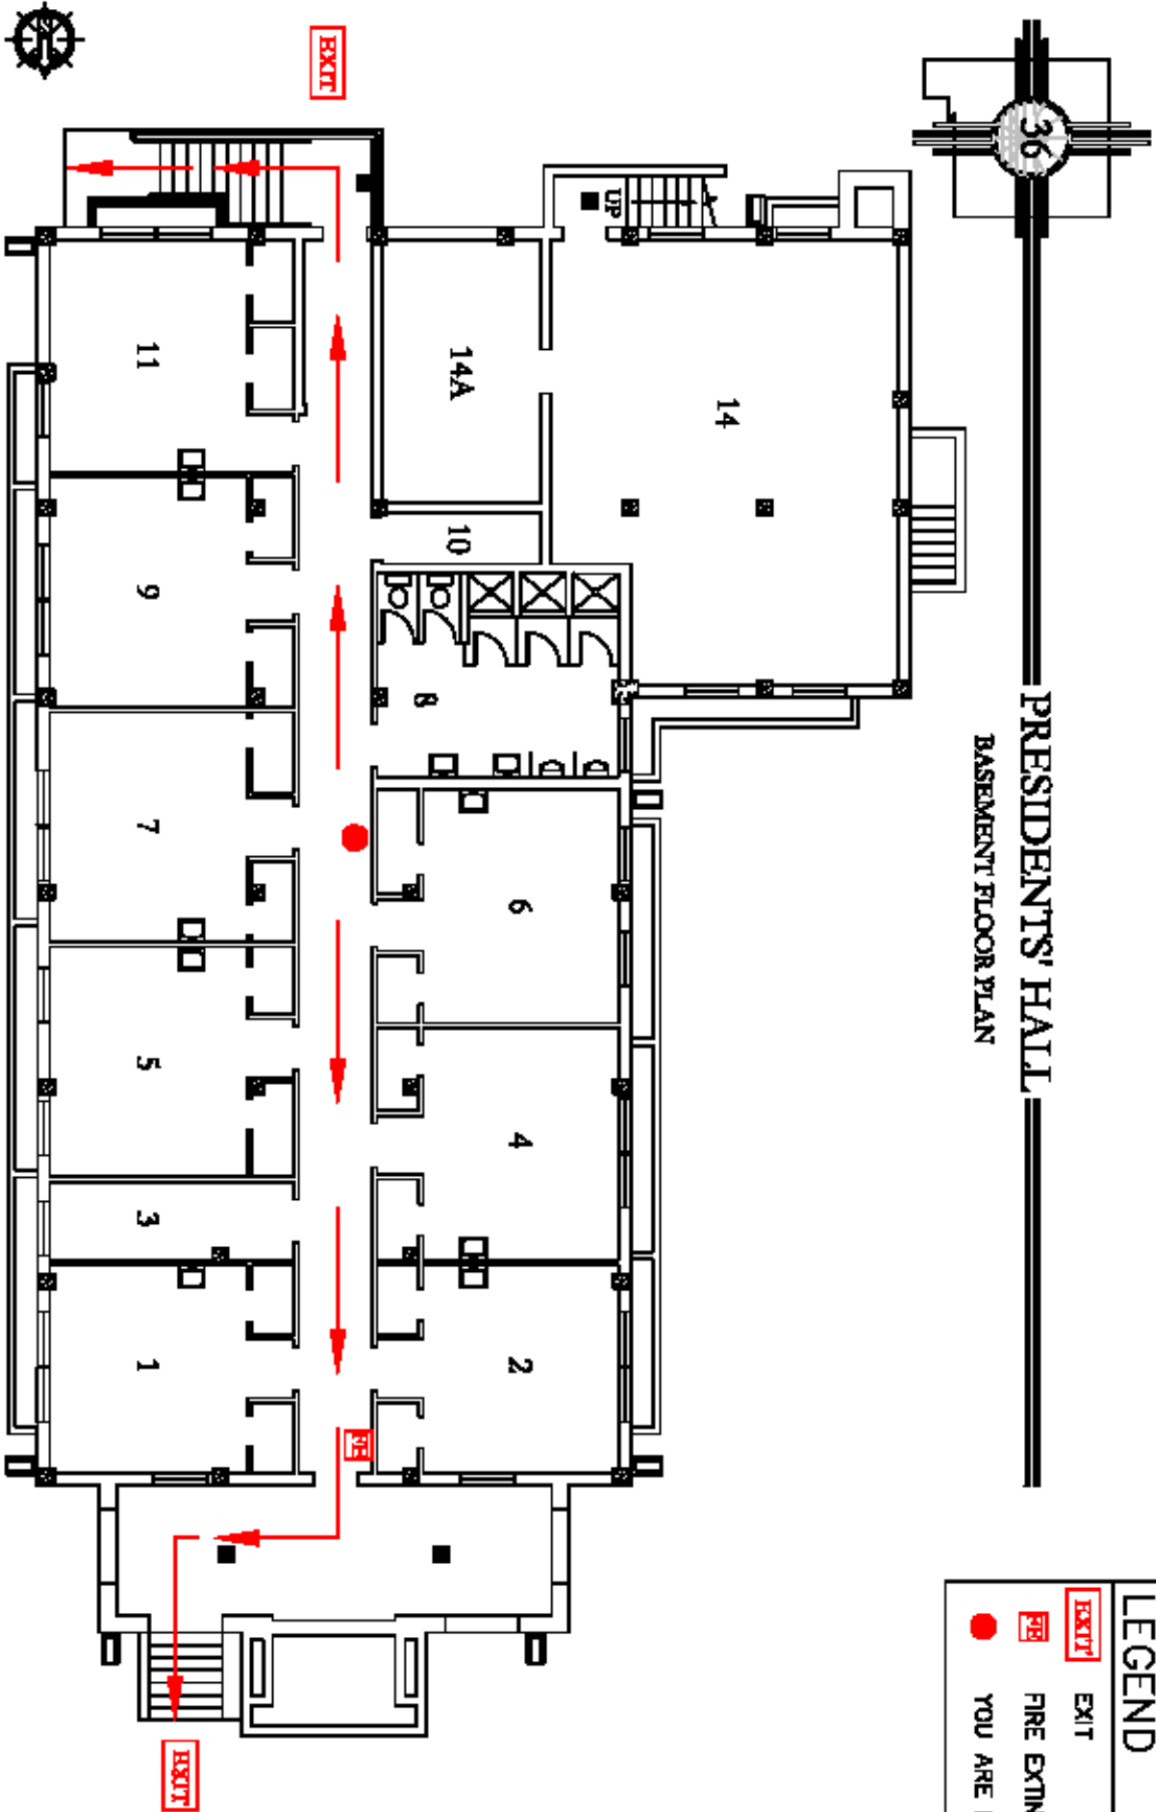 36
PRESIDENTS' HALL
BASEMENT FLOOR PLAN
EXIT
UP
14
14A
11
10
9
8
7
6
5
4
3
2
1
FE
EXIT
LEGEND
EXIT EXIT
FE FIRE
YOU ARE